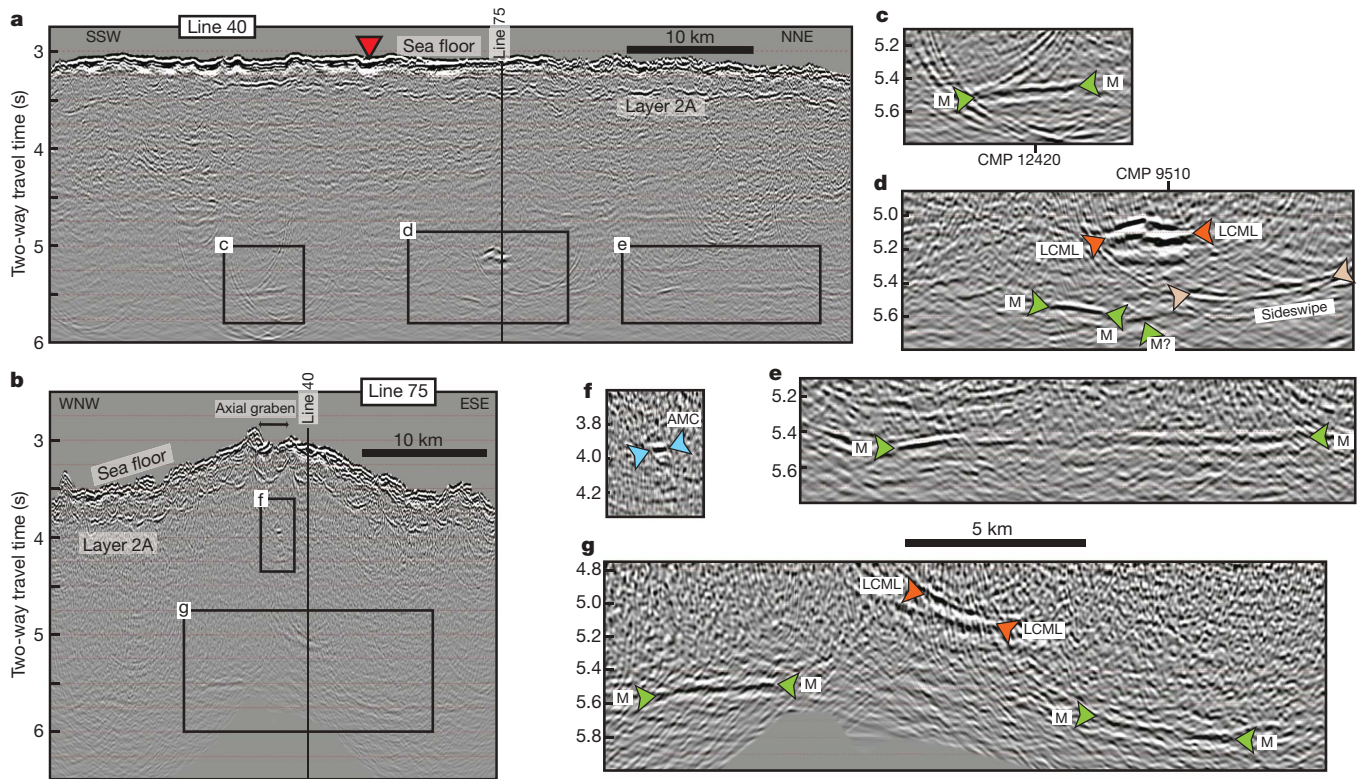 a
SSW
Line 40
Sea floor
Line 75
10 km
NNE
Layer 2A
Two-way travel time (s)
3
4
5
6
c
d
e
b
WNW
Axial graben
Line 40
Line 75
ESE
10 km
Sea floor
Layer 2A
Two-way travel time (s)
3
4
5
6
f
g
c
5.2
5.4
5.6
M
M
CMP 12420
CMP 9510
d
5.0
5.2
5.4
5.6
LCML
LCML
M
M
M?
Sideswipe
e
5.2
5.4
5.6
M
M
f
3.8
4.0
4.2
AMC
5 km
g
4.8
5.0
5.2
5.4
5.6
5.8
LCML
LCML
M
M
M
M